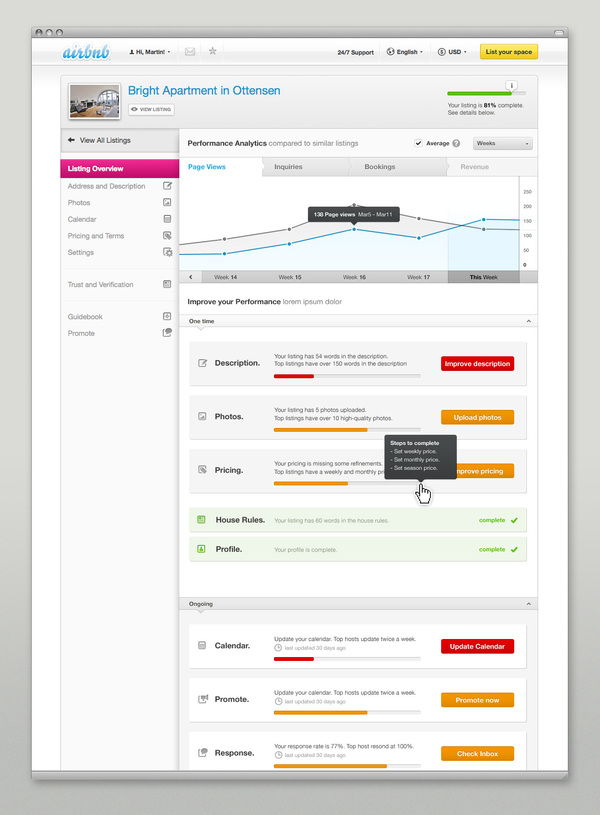 airbnb
Hi, Martin!
24/7 Support
English
USD
List your space
Bright Apartment in Ottensen
VIEW LISTING
i
Your listing is 81% complete.
See details below.
View All Listings
Performance Analytics compared to similar listings
Average
?
Weeks
Listing Overview
Address and Description
Photos
Calendar
Pricing and Terms
Settings
Trust and Verification
Guidebook
Promote
Page Views
Inquiries
Bookings
Revenue
138 Page views Mar5 - Mar11
250
200
150
100
50
0
Week 14
Week 15
Week 16
Week 17
This Week
Improve your Performance lorem ipsum dolor
One time
Description.
Your listing has 54 words in the description.
Top listings have over 150 words in the description
Improve description
Photos.
Your listing has 5 photos uploaded.
Top listings have over 10 high-quality photos.
Upload photos
Steps to complete
- Set weekly price.
- Set monthly price.
- Set season price.
Pricing.
Your pricing is missing some refinements.
Top listings have a weekly and monthly pr
mprove pricing
House Rules.
Your listing has 60 words in the house rules.
complete
Profile.
Your profile is complete.
complete
Ongoing
Calendar.
Update your calendar. Top hosts update twice a week.
last updated 30 days ago
Update Calendar
Promote.
Update your calendar. Top hosts update twice a week.
last updated 30 days ago
Promote now
Response.
Your response rate is 77%. Top host resond at 100%.
last updated 30 days ago
Check Inbox